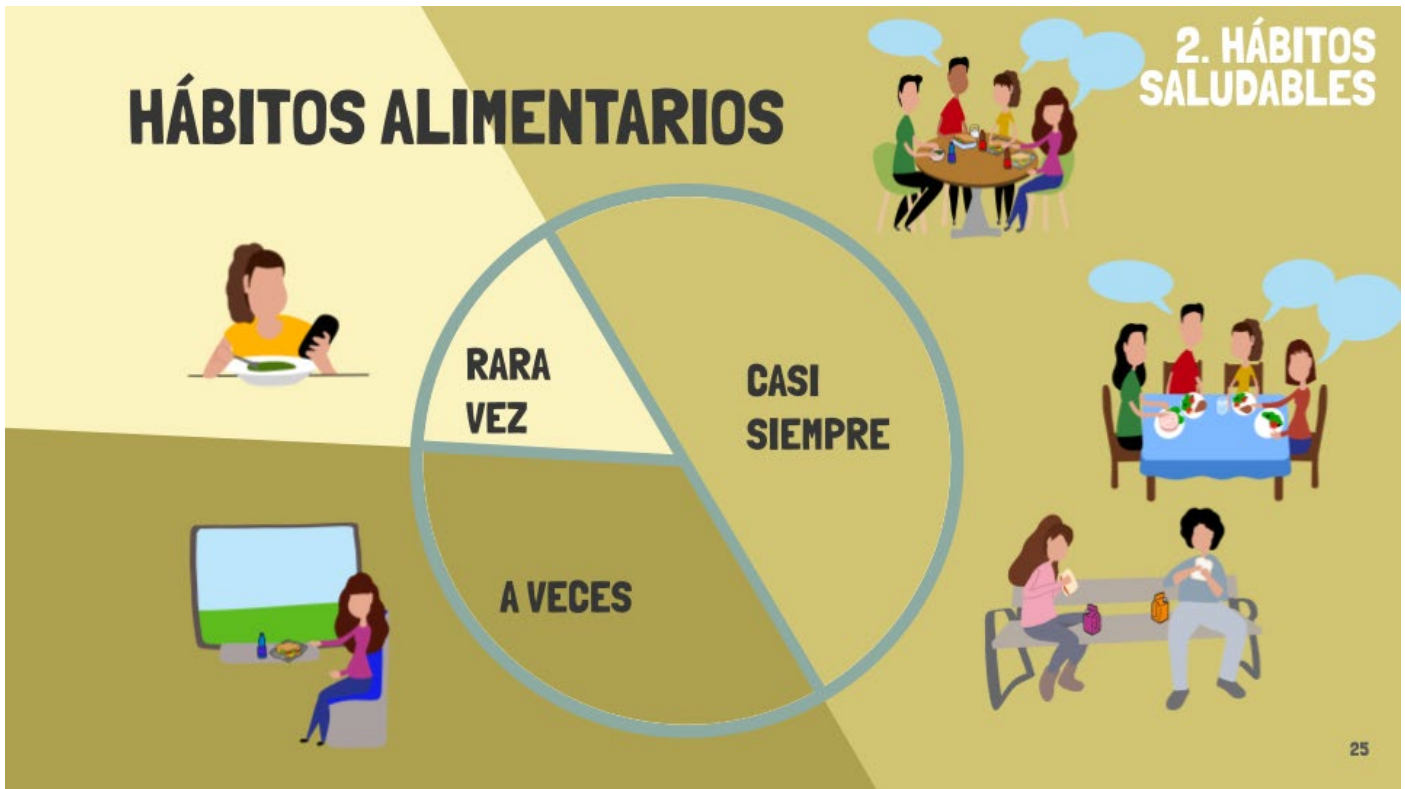 2. HÁBITOS
SALUDABLES
HÁBITOS ALIMENTARIOS
RARA
VEZ
CASI
SIEMPRE
A VECES
25